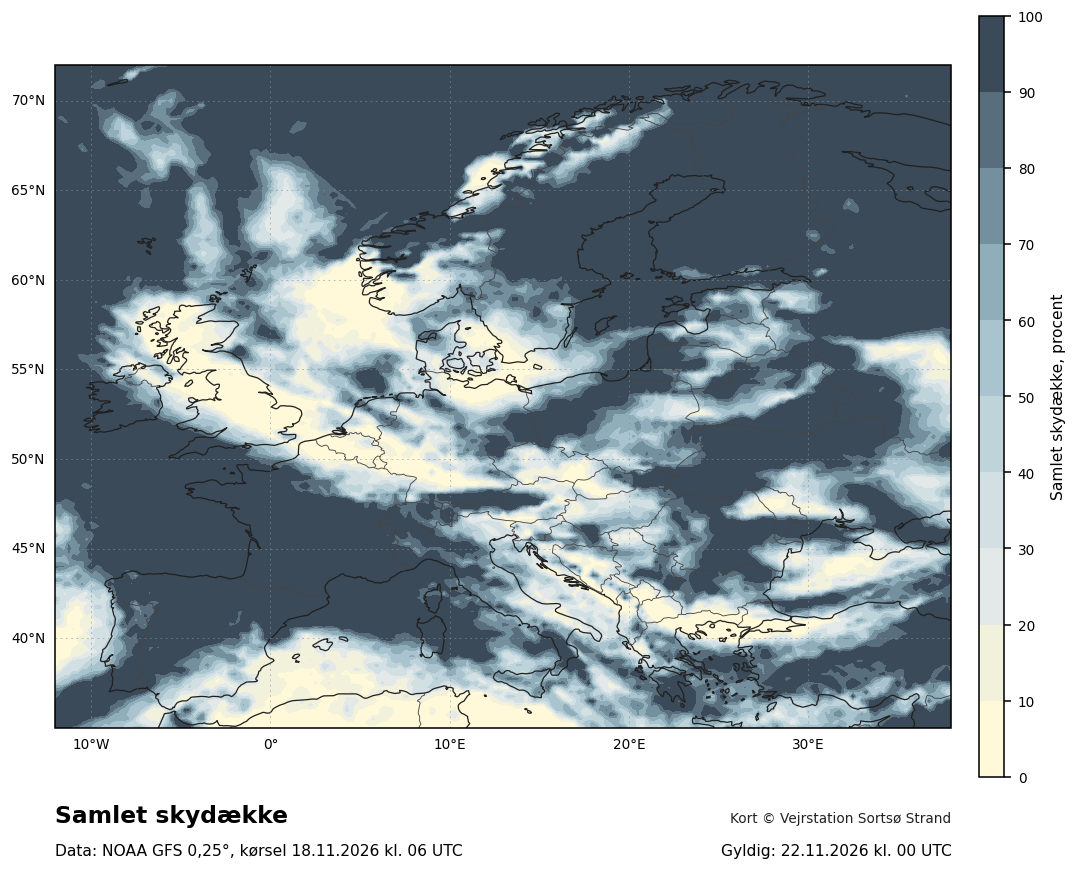 100
90
80
70
60
50
40
30
20
10
0
Samlet skydække, procent
70°N
65°N
60°N
55°N
50°N
45°N
40°N
10°W
0°
10°E
20°E
30°E
Samlet skydække
Kort © Vejrstation Sortsø Strand
Data: NOAA GFS 0,25°, kørsel 18.11.2026 kl. 06 UTC
Gyldig: 22.11.2026 kl. 00 UTC